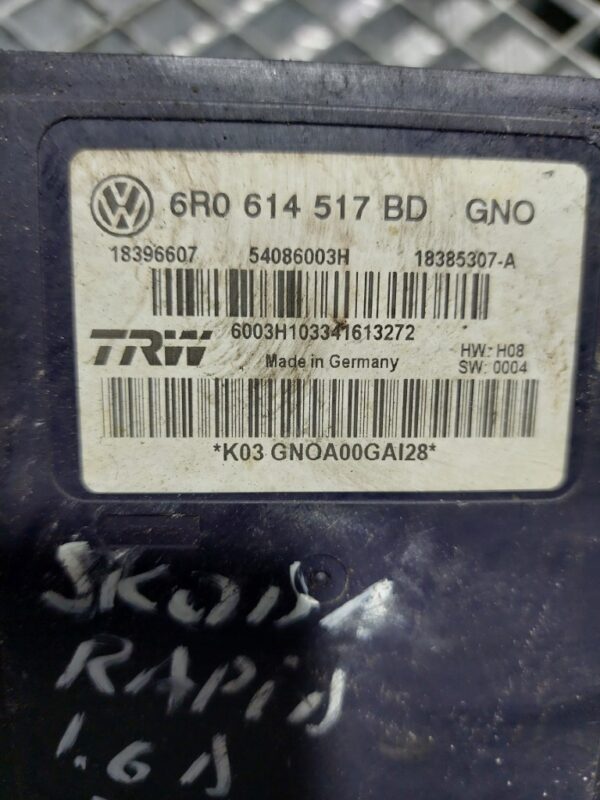 VW 6R0 614 517 BD GNO
18396607 54086003H 18385307-A
TRW 6003H103341613272
Made in Germany HW: H08
SW: 0004
*K03 GNOA00GAI28*
SKODA
RAPID
1.6